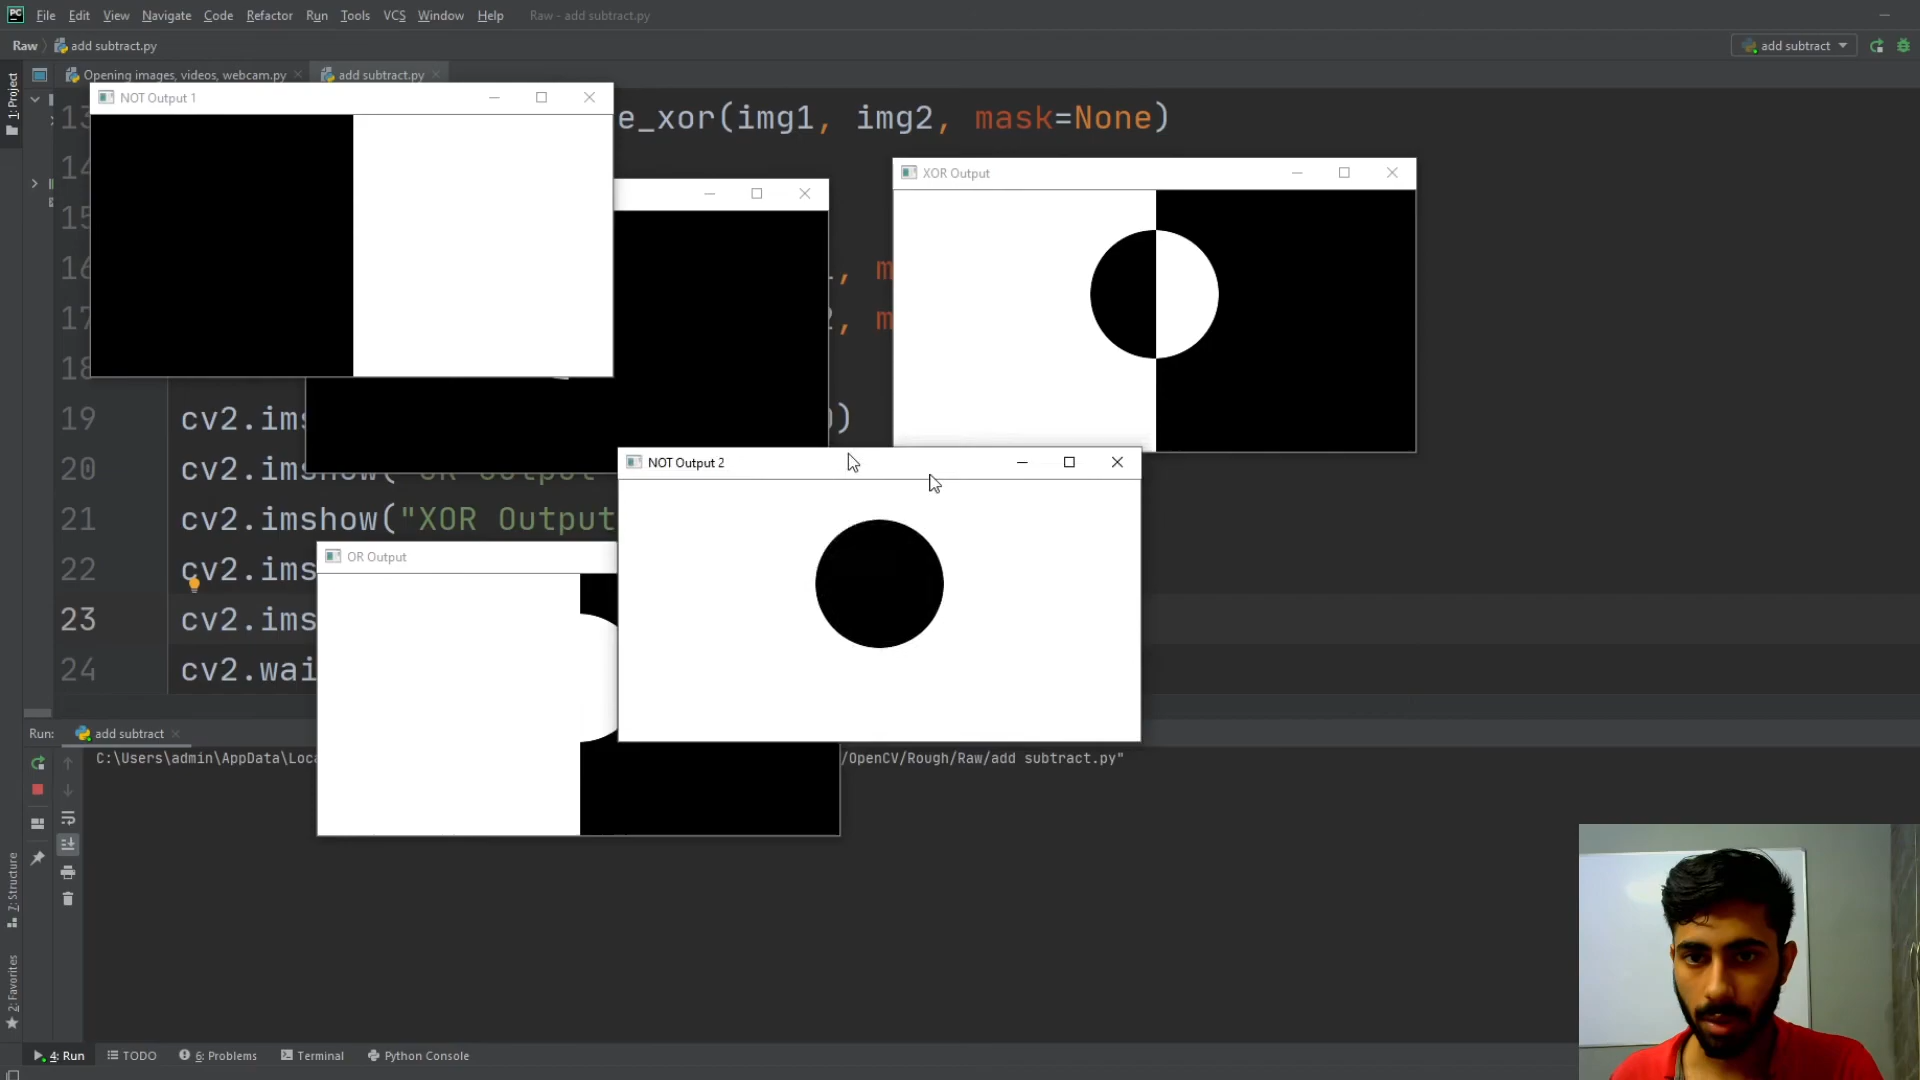 File Edit View Navigate Code Refactor Run Tools VCS Window Help Raw - add subtract.py
Raw add subtract.py add subtract
1: Project
Opening images, videos, webcam.py add subtract.py
NOT Output 1
13 e_xor(img1, img2, mask=None)
14
XOR Output
15
16 , m
17 , m
18
19 cv2.ims )
20 cv2.imshow(
NOT Output 2
21 cv2.imshow("XOR Output
OR Output
22 cv2.ims
23 cv2.ims
24 cv2.wai
Run: add subtract
C:\Users\admin\AppData\Loca /OpenCV/Rough/Raw/add subtract.py"
7: Structure
2: Favorites
4: Run TODO 6: Problems Terminal Python Console